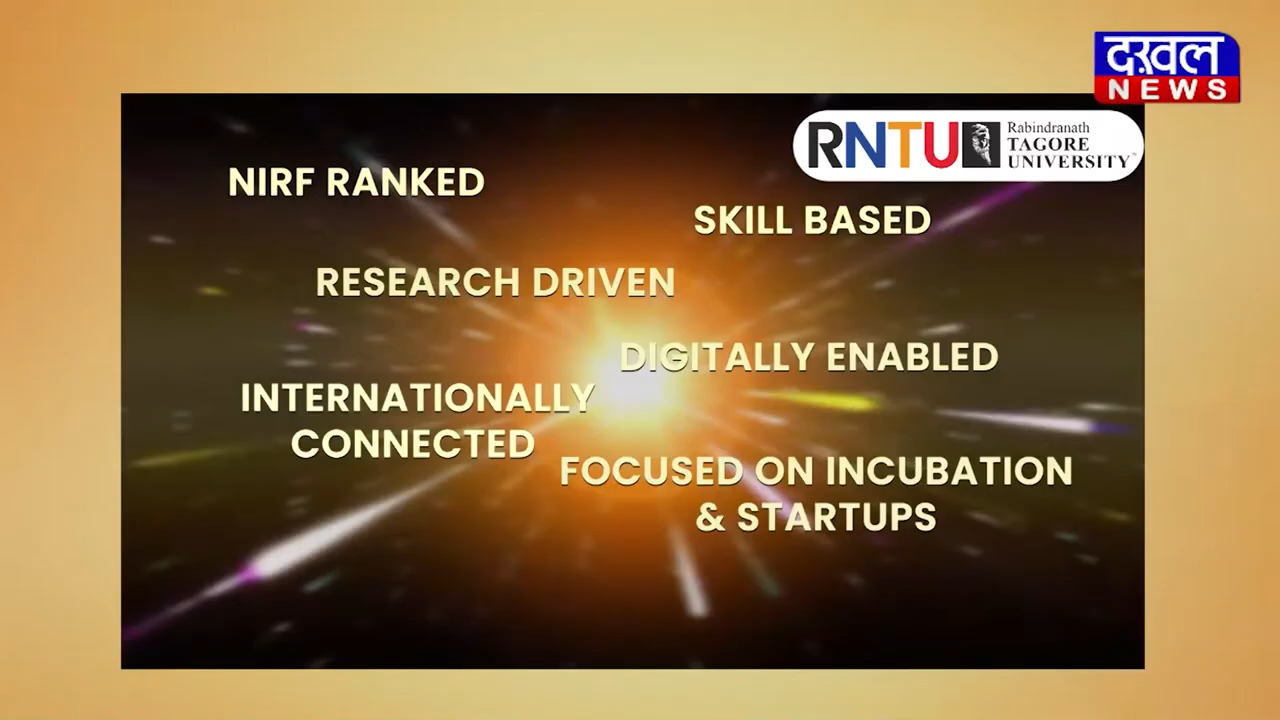 दख़ल
NEWS
RNTU
Rabindranath
TAGORE
UNIVERSITY
NIRF RANKED
SKILL BASED
RESEARCH DRIVEN
DIGITALLY ENABLED
INTERNATIONALLY
CONNECTED
FOCUSED ON INCUBATION
& STARTUPS